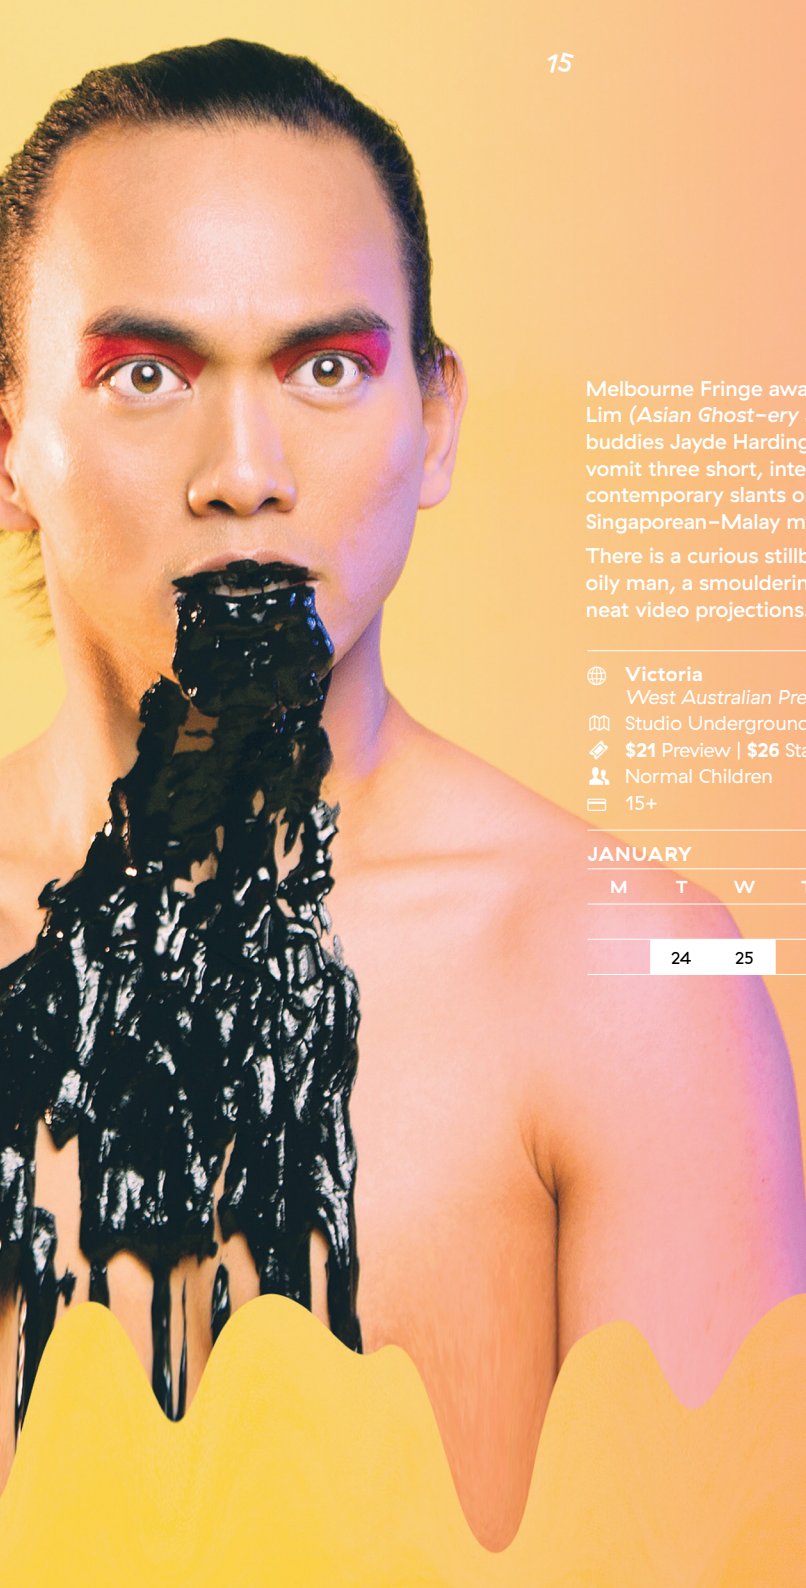 15
Melbourne Fringe awa
Lim (Asian Ghost-ery
buddies Jayde Harding
vomit three short, inte
contemporary slants o
Singaporean-Malay m
There is a curious stillb
oily man, a smoulderin
neat video projections.
Victoria
West Australian Pre
Studio Underground
$21 Preview | $26 Sta
Normal Children
15+
JANUARY
M T W T
24 25